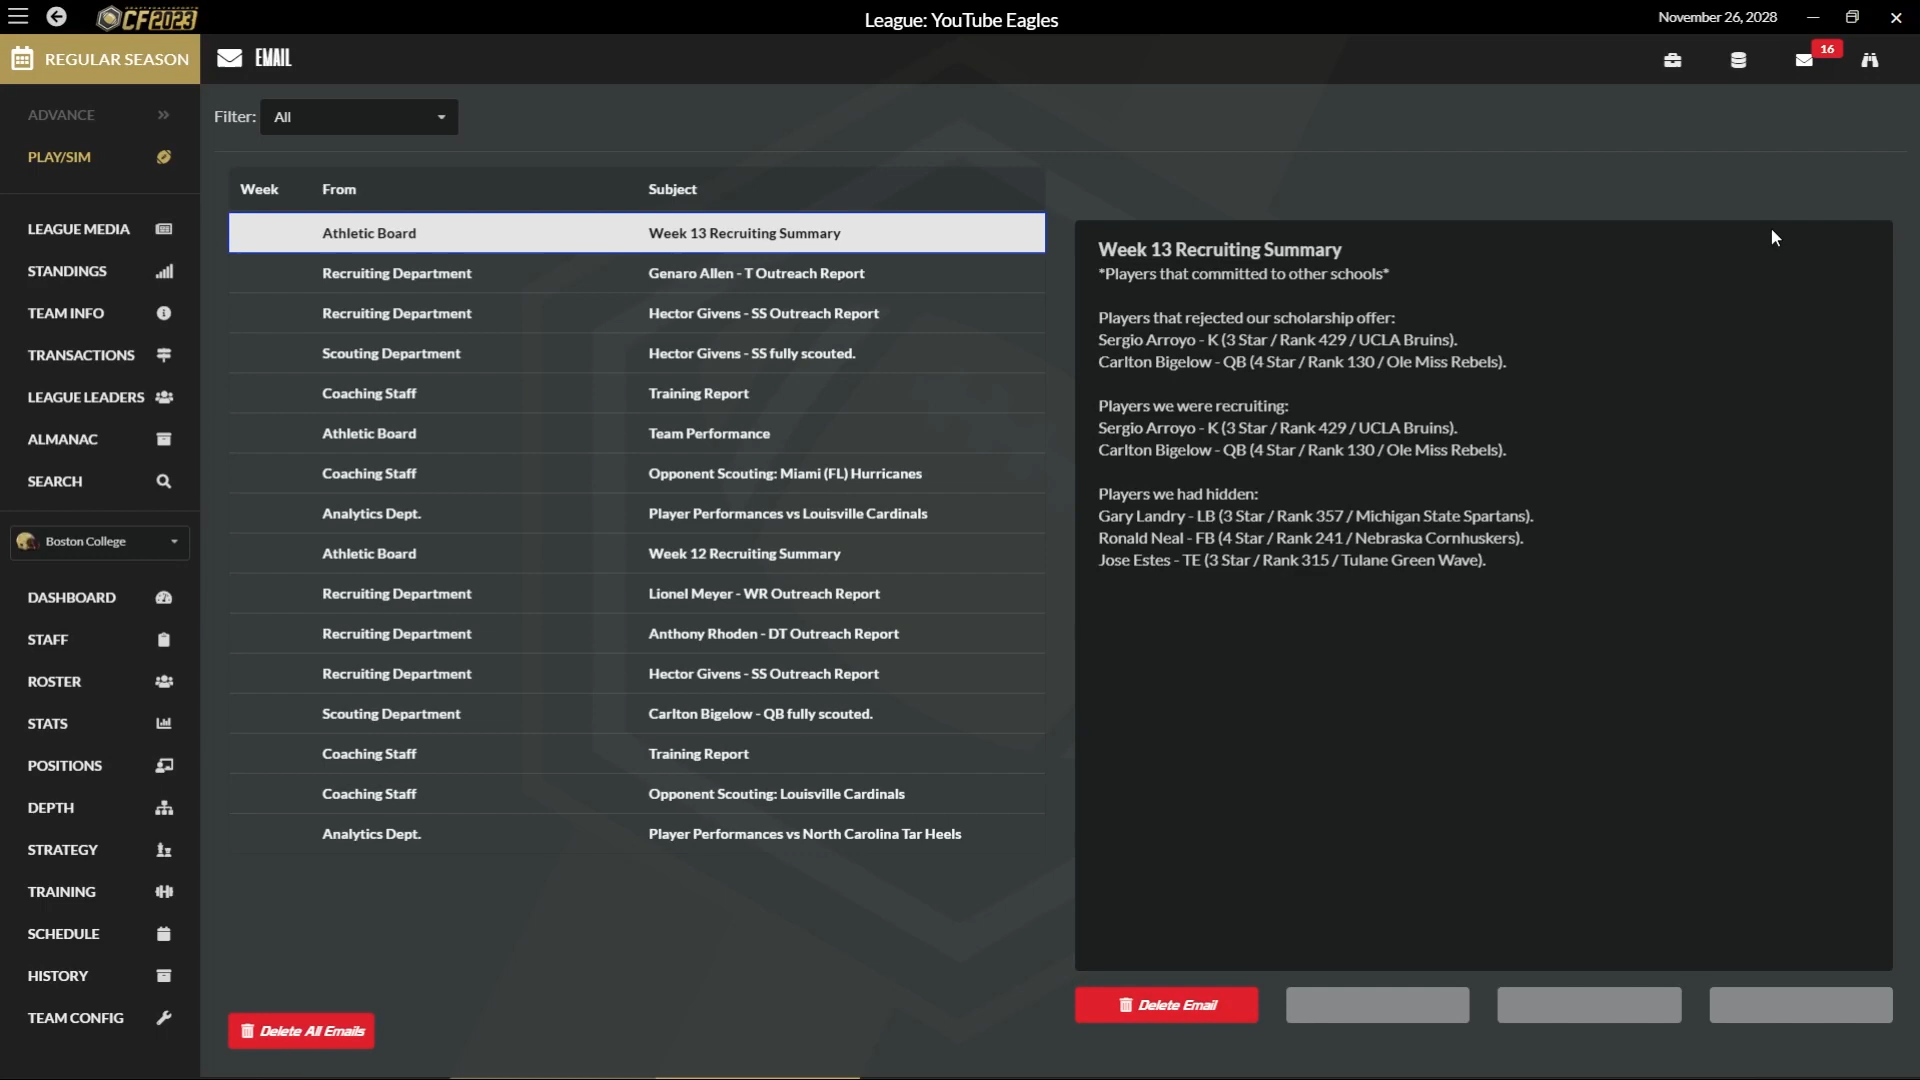 CF2023
League: YouTube Eagles
November 26, 2028
REGULAR SEASON
EMAIL
16
ADVANCE
PLAY/SIM
LEAGUE MEDIA
STANDINGS
TEAM INFO
TRANSACTIONS
LEAGUE LEADERS
ALMANAC
SEARCH
Boston College
DASHBOARD
STAFF
ROSTER
STATS
POSITIONS
DEPTH
STRATEGY
TRAINING
SCHEDULE
HISTORY
TEAM CONFIG
Filter: All
Week From Subject
Athletic Board Week 13 Recruiting Summary
Recruiting Department Genaro Allen - T Outreach Report
Recruiting Department Hector Givens - SS Outreach Report
Scouting Department Hector Givens - SS fully scouted.
Coaching Staff Training Report
Athletic Board Team Performance
Coaching Staff Opponent Scouting: Miami (FL) Hurricanes
Analytics Dept. Player Performances vs Louisville Cardinals
Athletic Board Week 12 Recruiting Summary
Recruiting Department Lionel Meyer - WR Outreach Report
Recruiting Department Anthony Rhoden - DT Outreach Report
Recruiting Department Hector Givens - SS Outreach Report
Scouting Department Carlton Bigelow - QB fully scouted.
Coaching Staff Training Report
Coaching Staff Opponent Scouting: Louisville Cardinals
Analytics Dept. Player Performances vs North Carolina Tar Heels
Delete All Emails
Week 13 Recruiting Summary
*Players that committed to other schools*
Players that rejected our scholarship offer:
Sergio Arroyo - K (3 Star / Rank 429 / UCLA Bruins).
Carlton Bigelow - QB (4 Star / Rank 130 / Ole Miss Rebels).
Players we were recruiting:
Sergio Arroyo - K (3 Star / Rank 429 / UCLA Bruins).
Carlton Bigelow - QB (4 Star / Rank 130 / Ole Miss Rebels).
Players we had hidden:
Gary Landry - LB (3 Star / Rank 357 / Michigan State Spartans).
Ronald Neal - FB (4 Star / Rank 241 / Nebraska Cornhuskers).
Jose Estes - TE (3 Star / Rank 315 / Tulane Green Wave).
Delete Email